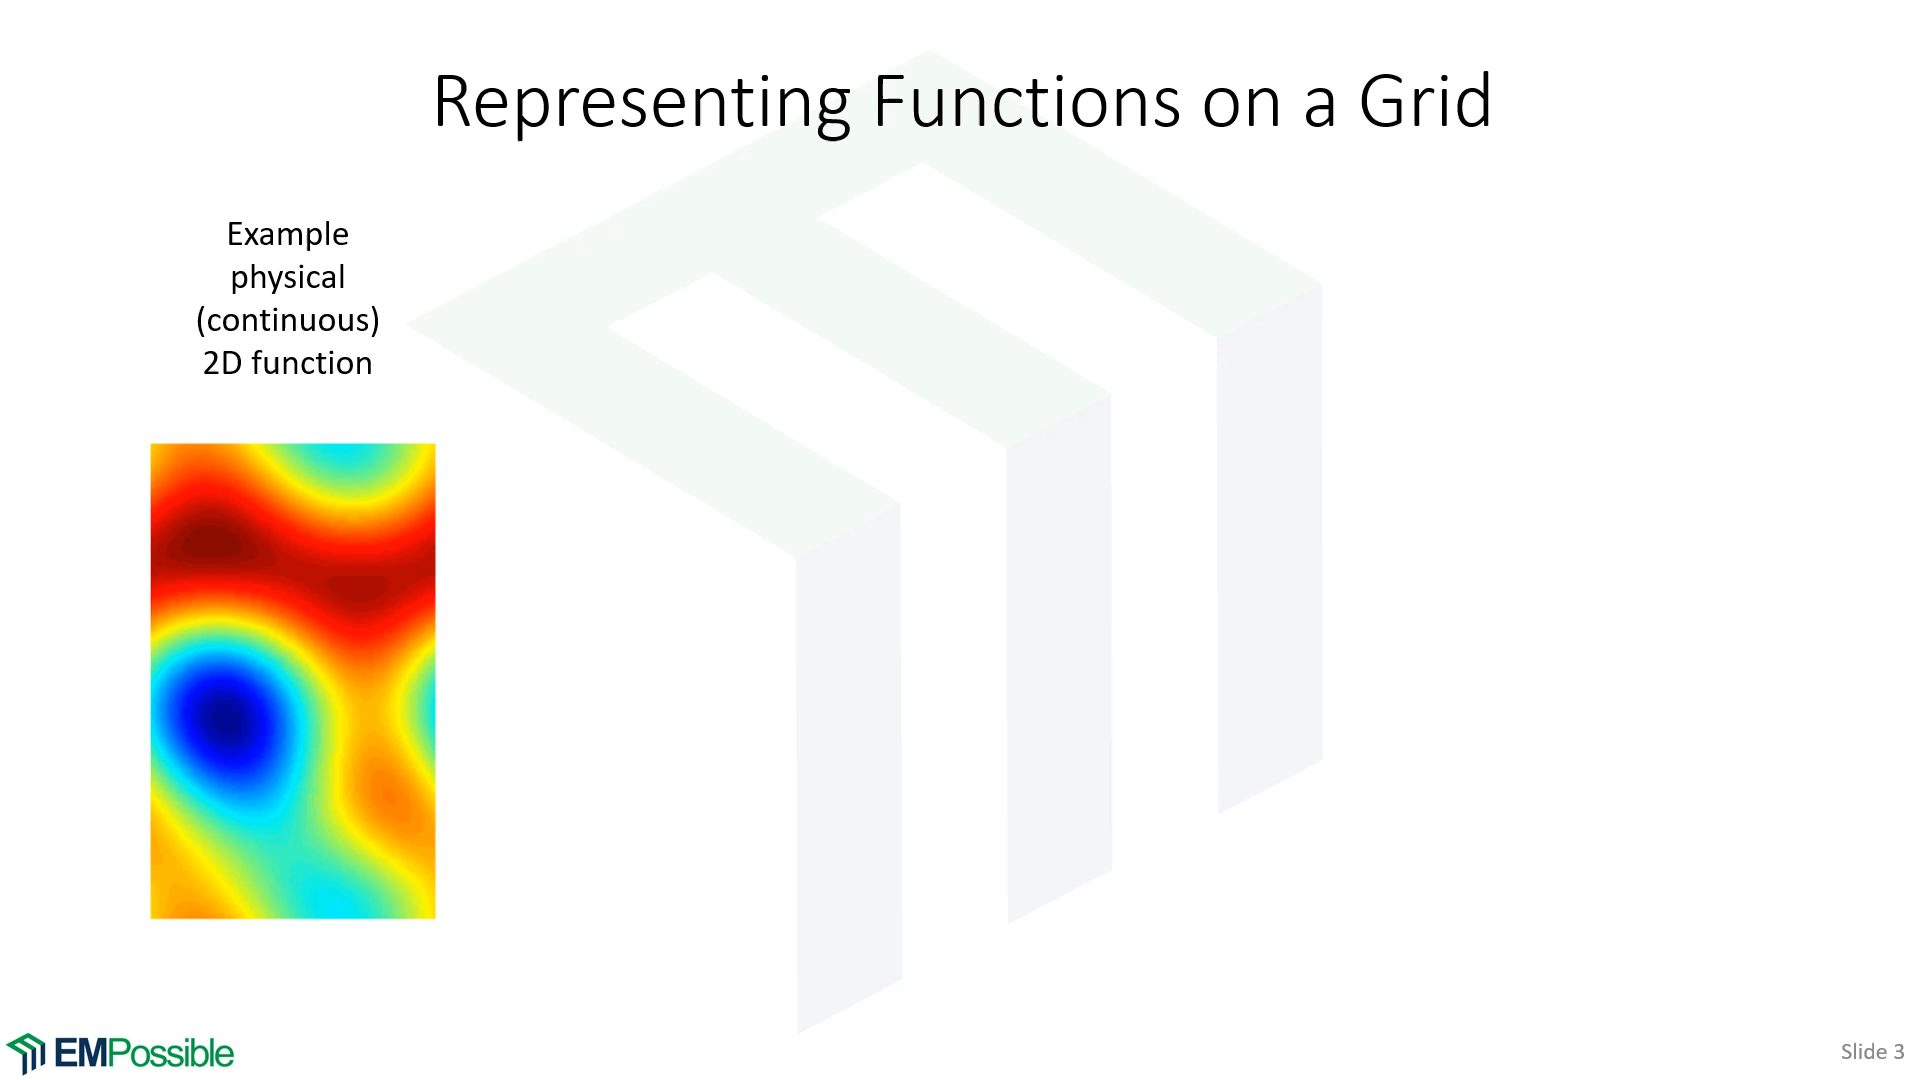 Representing Functions on a Grid
Example
physical
(continuous)
2D function
EMPossible
Slide 3